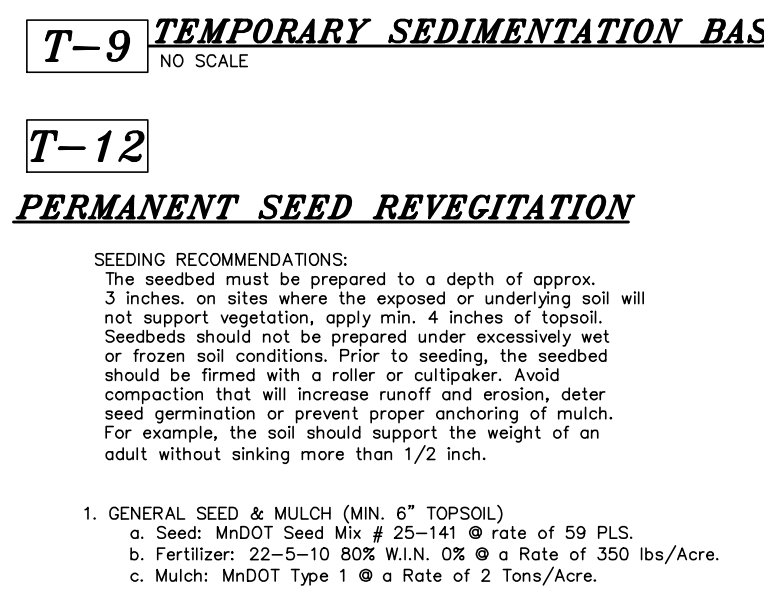 T-9 TEMPORARY SEDIMENTATION BAS
NO SCALE
T-12
PERMANENT SEED REVEGITATION
SEEDING RECOMMENDATIONS:
The seedbed must be prepared to a depth of approx.
3 inches. on sites where the exposed or underlying soil will
not support vegetation, apply min. 4 inches of topsoil.
Seedbeds should not be prepared under excessively wet
or frozen soil conditions. Prior to seeding, the seedbed
should be firmed with a roller or cultipaker. Avoid
compaction that will increase runoff and erosion, deter
seed germination or prevent proper anchoring of mulch.
For example, the soil should support the weight of an
adult without sinking more than 1/2 inch.
1. GENERAL SEED & MULCH (MIN. 6" TOPSOIL)
a. Seed: MnDOT Seed Mix # 25-141 @ rate of 59 PLS.
b. Fertilizer: 22-5-10 80% W.I.N. 0% @ a Rate of 350 lbs/Acre.
c. Mulch: MnDOT Type 1 @ a Rate of 2 Tons/Acre.